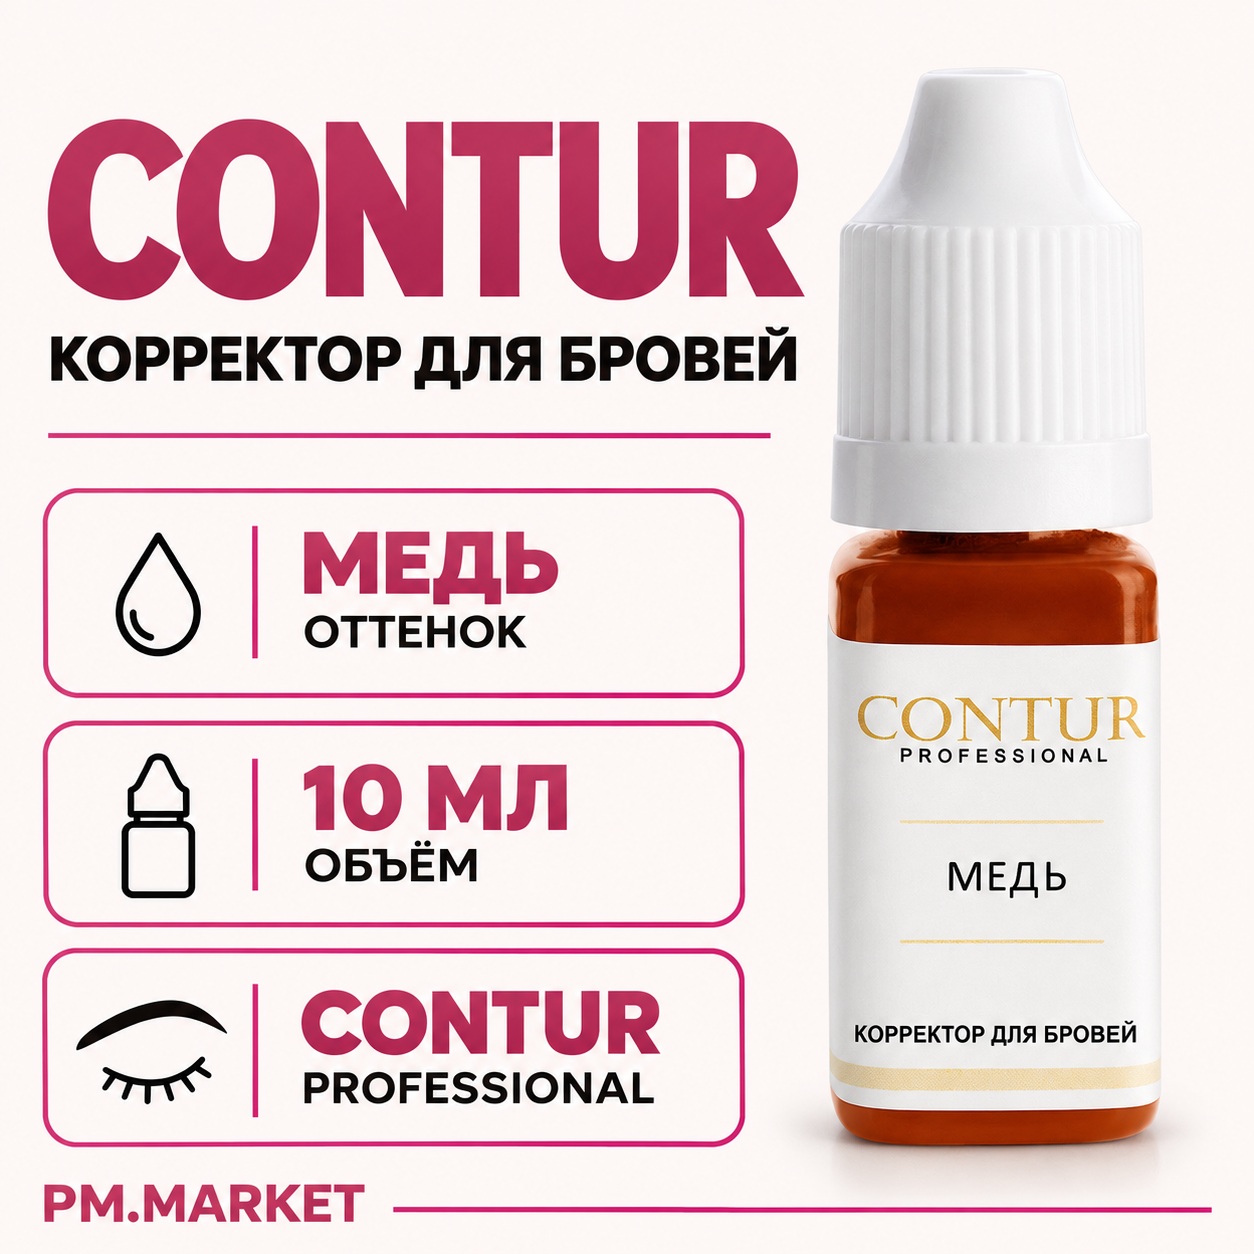 CONTUR
КОРРЕКТОР ДЛЯ БРОВЕЙ
МЕДЬ
ОТТЕНОК
10 МЛ
ОБЪЁМ
CONTUR
PROFESSIONAL
PM.MARKET
CONTUR
PROFESSIONAL
МЕДЬ
КОРРЕКТОР ДЛЯ БРОВЕЙ